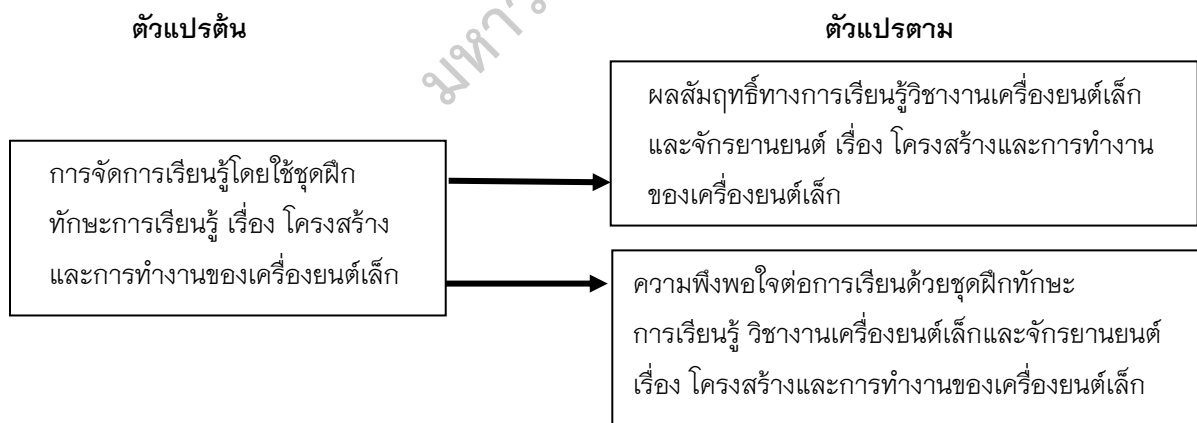 ตัวแปรต้น
ตัวแปรตาม
การจัดการเรียนรู้โดยใช้ชุดฝึก
ทักษะการเรียนรู้ เรื่อง โครงสร้าง
และการทำงานของเครื่องยนต์เล็ก
ผลสัมฤทธิ์ทางการเรียนรู้วิชางานเครื่องยนต์เล็ก
และจักรยานยนต์ เรื่อง โครงสร้างและการทำงาน
ของเครื่องยนต์เล็ก
ความพึงพอใจต่อการเรียนด้วยชุดฝึกทักษะ
การเรียนรู้ วิชางานเครื่องยนต์เล็กและจักรยานยนต์
เรื่อง โครงสร้างและการทำงานของเครื่องยนต์เล็ก